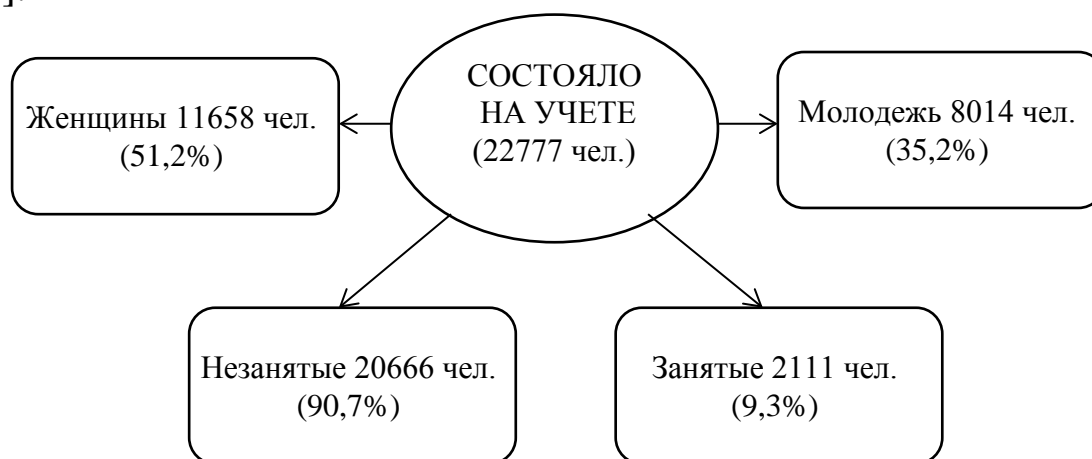 ].
СОСТОЯЛО
НА УЧЕТЕ
(22777 чел.)
Женщины 11658 чел.
(51,2%)
Молодежь 8014 чел.
(35,2%)
Незанятые 20666 чел.
(90,7%)
Занятые 2111 чел.
(9,3%)